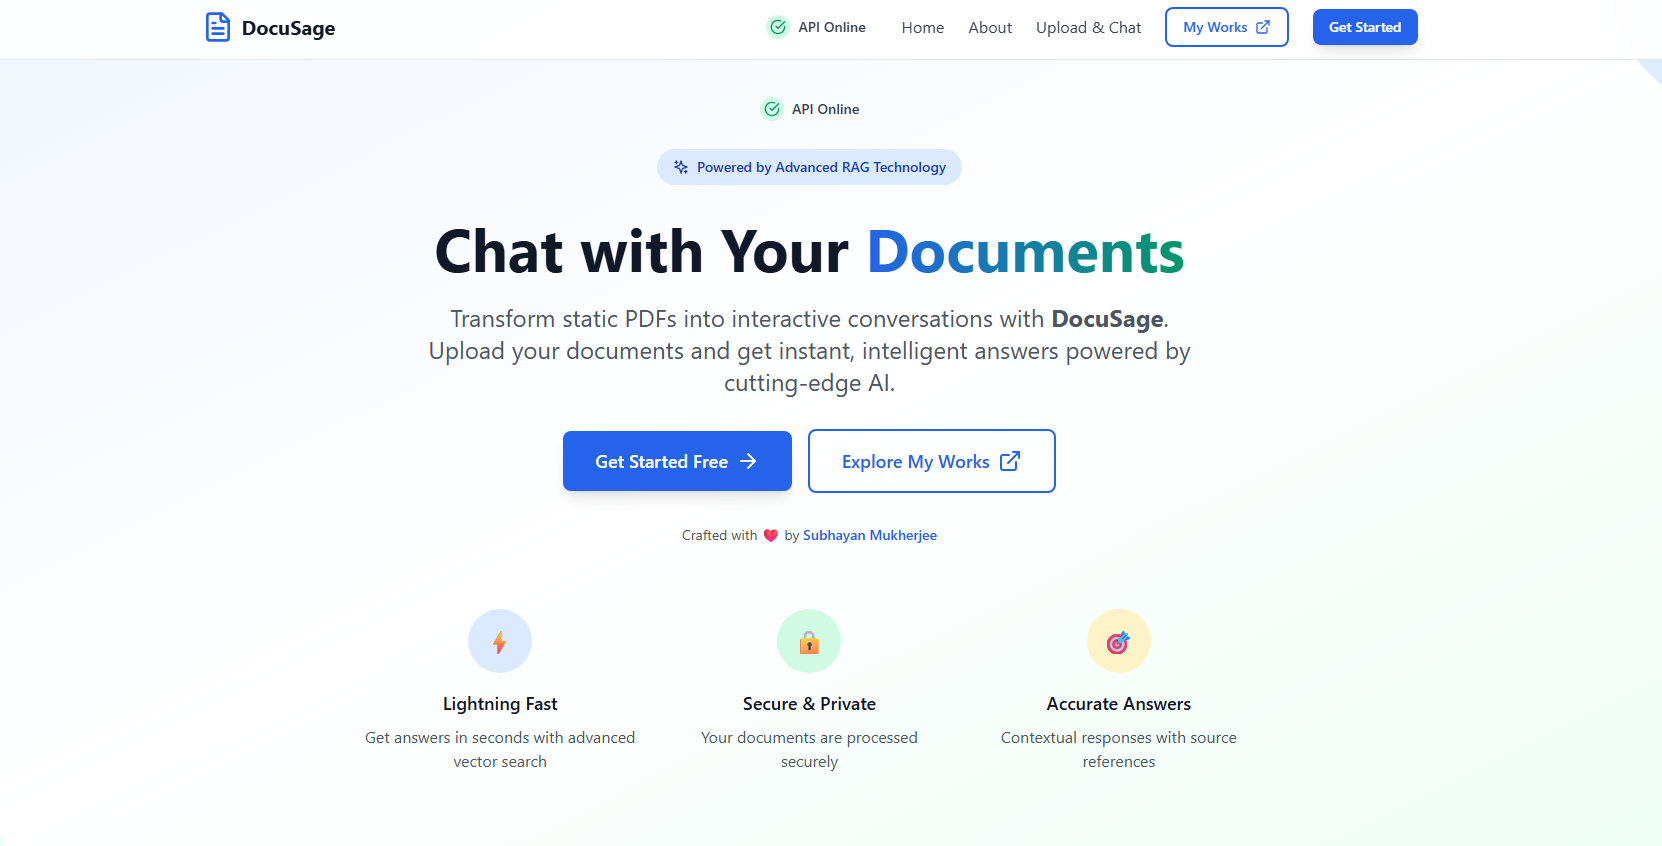 DocuSage
API Online
Home
About
Upload & Chat
My Works
Get Started
API Online
Powered by Advanced RAG Technology
Chat with Your Documents
Transform static PDFs into interactive conversations with DocuSage.
Upload your documents and get instant, intelligent answers powered by
cutting-edge AI.
Get Started Free
Explore My Works
Crafted with ❤️ by Subhayan Mukherjee
Lightning Fast
Get answers in seconds with advanced
vector search
Secure & Private
Your documents are processed
securely
Accurate Answers
Contextual responses with source
references